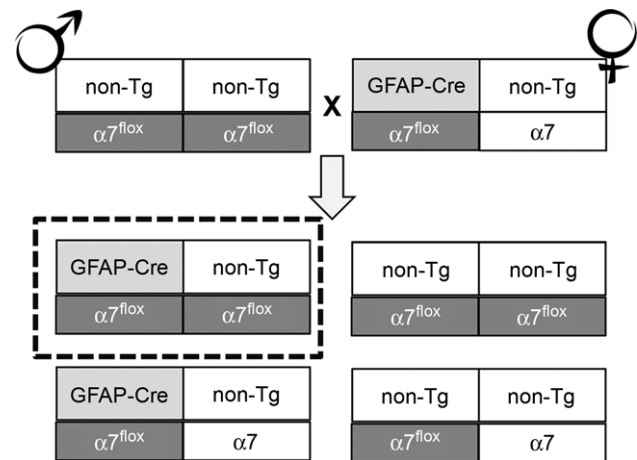 non-Tg non-Tg X GFAP-Cre non-Tg
α7flox α7flox α7flox α7
GFAP-Cre non-Tg non-Tg non-Tg
α7flox α7flox α7flox α7flox
GFAP-Cre non-Tg non-Tg non-Tg
α7flox α7 α7flox α7